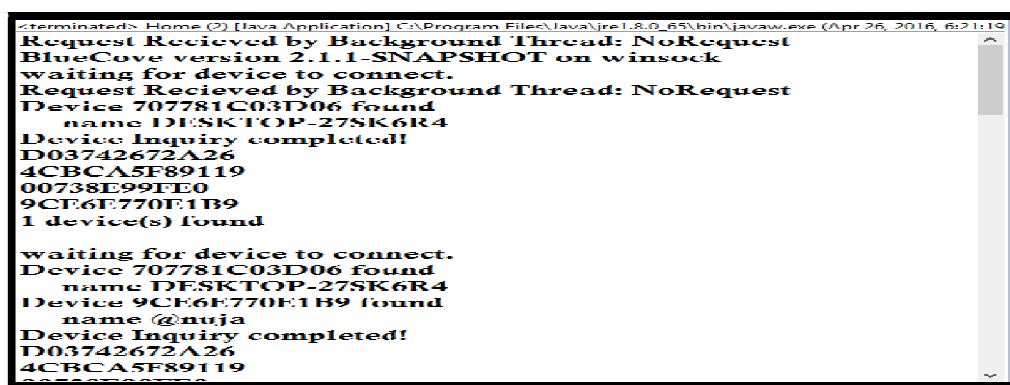 <terminated> Home (2) [Java Application] C:\Program Files\Java\jre1.8.0_65\bin\javaw.exe (Apr 26, 2016, 6:21:19
Request Recieved by Background Thread: NoRequest
BlueCove version 2.1.1-SNAPSHOT on winsock
waiting for device to connect.
Request Recieved by Background Thread: NoRequest
Device 707781C03D06 found
name DESKTOP-27SK6R4
Device Inquiry completed!
D03742672A26
4CBCA5F89119
00738E99FFE0
9CE6E770E1B9
1 device(s) found
waiting for device to connect.
Device 707781C03D06 found
name DESKTOP-27SK6R4
Device 9CE6E770E1B9 found
name @nuja
Device Inquiry completed!
D03742672A26
4CBCA5F89119